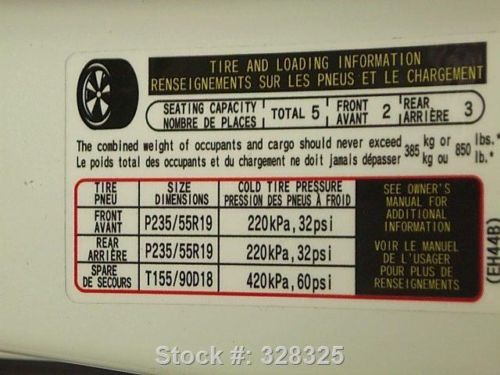 TIRE AND LOADING INFORMATION
RENSEIGNEMENTS SUR LES PNEUS ET LE CHARGEMENT
SEATING CAPACITY
NOMBRE DE PLACES
TOTAL 5
FRONT
AVANT
2
REAR
ARRIÈRE
3
The combined weight of occupants and cargo should never exceed 385 kg or 850 lbs.
Le poids total des occupants et du chargement ne doit jamais dépasser kg ou lb.
TIRE
PNEU
SIZE
DIMENSIONS
COLD TIRE PRESSURE
PRESSION DES PNEUS À FROID
FRONT
AVANT
P235/55R19
220kPa, 32psi
REAR
ARRIÈRE
P235/55R19
220kPa, 32psi
SPARE
DE SECOURS
T155/90D18
420kPa, 60psi
SEE OWNER'S
MANUAL FOR
ADDITIONAL
INFORMATION
VOIR LE MANUEL
DE L'USAGER
POUR PLUS DE
RENSEIGNEMENTS
(EH44B)
Stock #: 328325